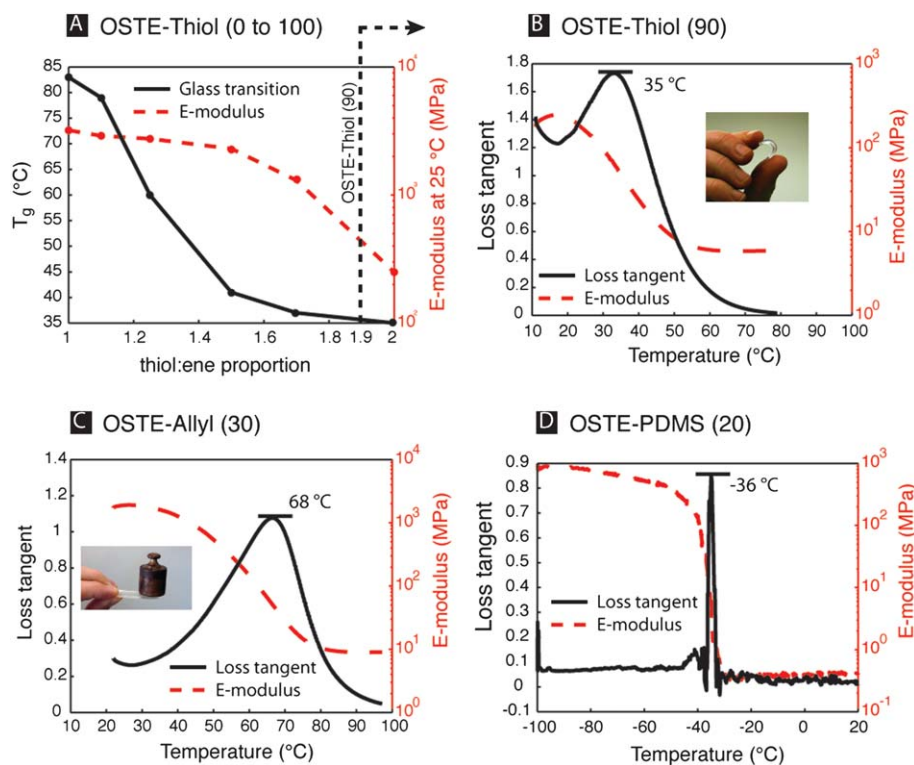 A OSTE-Thiol (0 to 100)
85
80
75
70
65
60
55
50
45
40
35
Tg (°C)
Glass transition
E-modulus
OSTE-Thiol (90)
10⁴
10³
10²
E-modulus at 25 °C (MPa)
1 1.2 1.4 1.6 1.8 1.9 2
thiol:ene proportion
B OSTE-Thiol (90)
1.8
1.6
1.4
1.2
1
0.8
0.6
0.4
0.2
0
Loss tangent
35 °C
Loss tangent
E-modulus
10³
10²
10¹
10⁰
E-modulus (MPa)
10 20 30 40 50 60 70 80 90 100
Temperature (°C)
C OSTE-Allyl (30)
1.4
1.2
1
0.8
0.6
0.4
0.2
0
Loss tangent
68 °C
Loss tangent
E-modulus
10⁴
10³
10²
10¹
10⁰
E-modulus (MPa)
10 20 30 40 50 60 70 80 90 100
Temperature (°C)
D OSTE-PDMS (20)
0.9
0.8
0.7
0.6
0.5
0.4
0.3
0.2
0.1
0
-0.1
Loss tangent
-36 °C
Loss tangent
E-modulus
10³
10²
10¹
10⁰
10⁻¹
E-modulus (MPa)
-100 -80 -60 -40 -20 0 20
Temperature (°C)